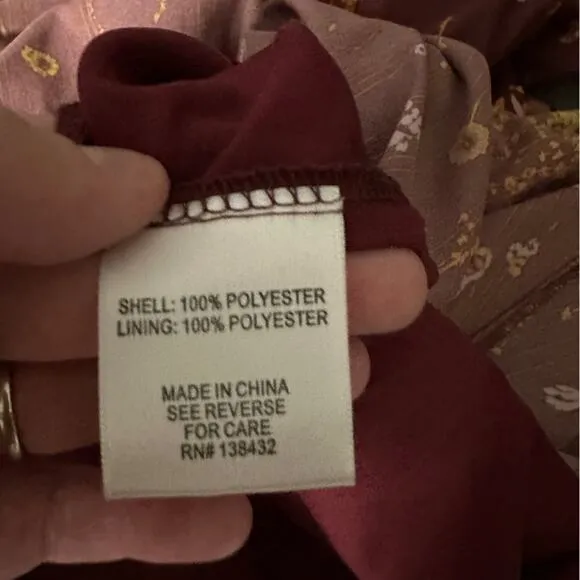 SHELL: 100% POLYESTER
LINING: 100% POLYESTER
MADE IN CHINA
SEE REVERSE
FOR CARE
RN# 138432